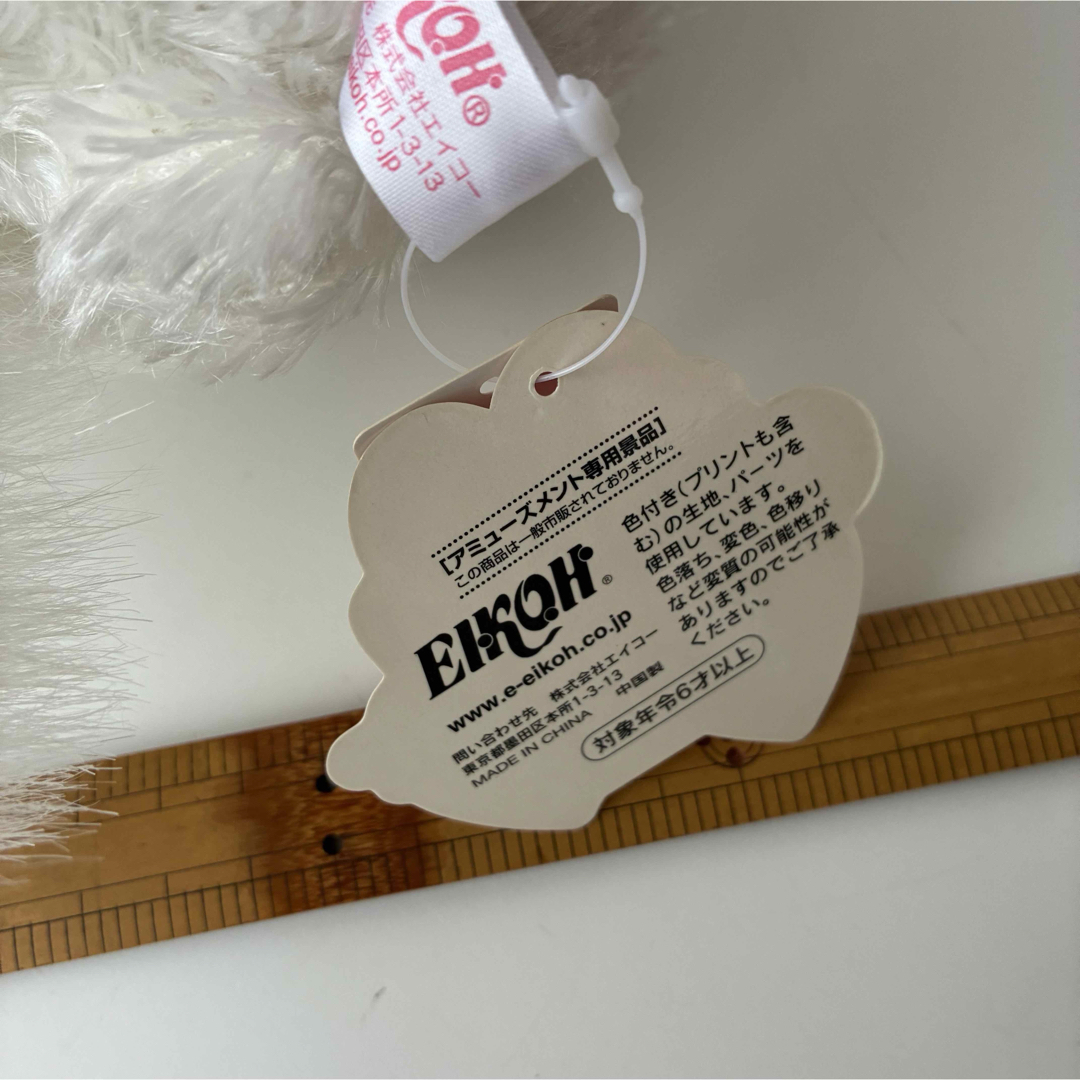 KOH®
株式会社エイコー
区本所1-3-13
eikoh.co.jp
[アミューズメント専用景品]
この商品は一般市販されておりません。
EIKOH®
www.e-eikoh.co.jp
問い合わせ先 株式会社エイコー
東京都墨田区本所1-3-13
MADE IN CHINA 中国製
色付き(プリントも含
む)の生地、パーツを
使用しています。
色落ち、変色、色移り
など変質の可能性が
ありますのでご了承
ください。
対象年令6才以上